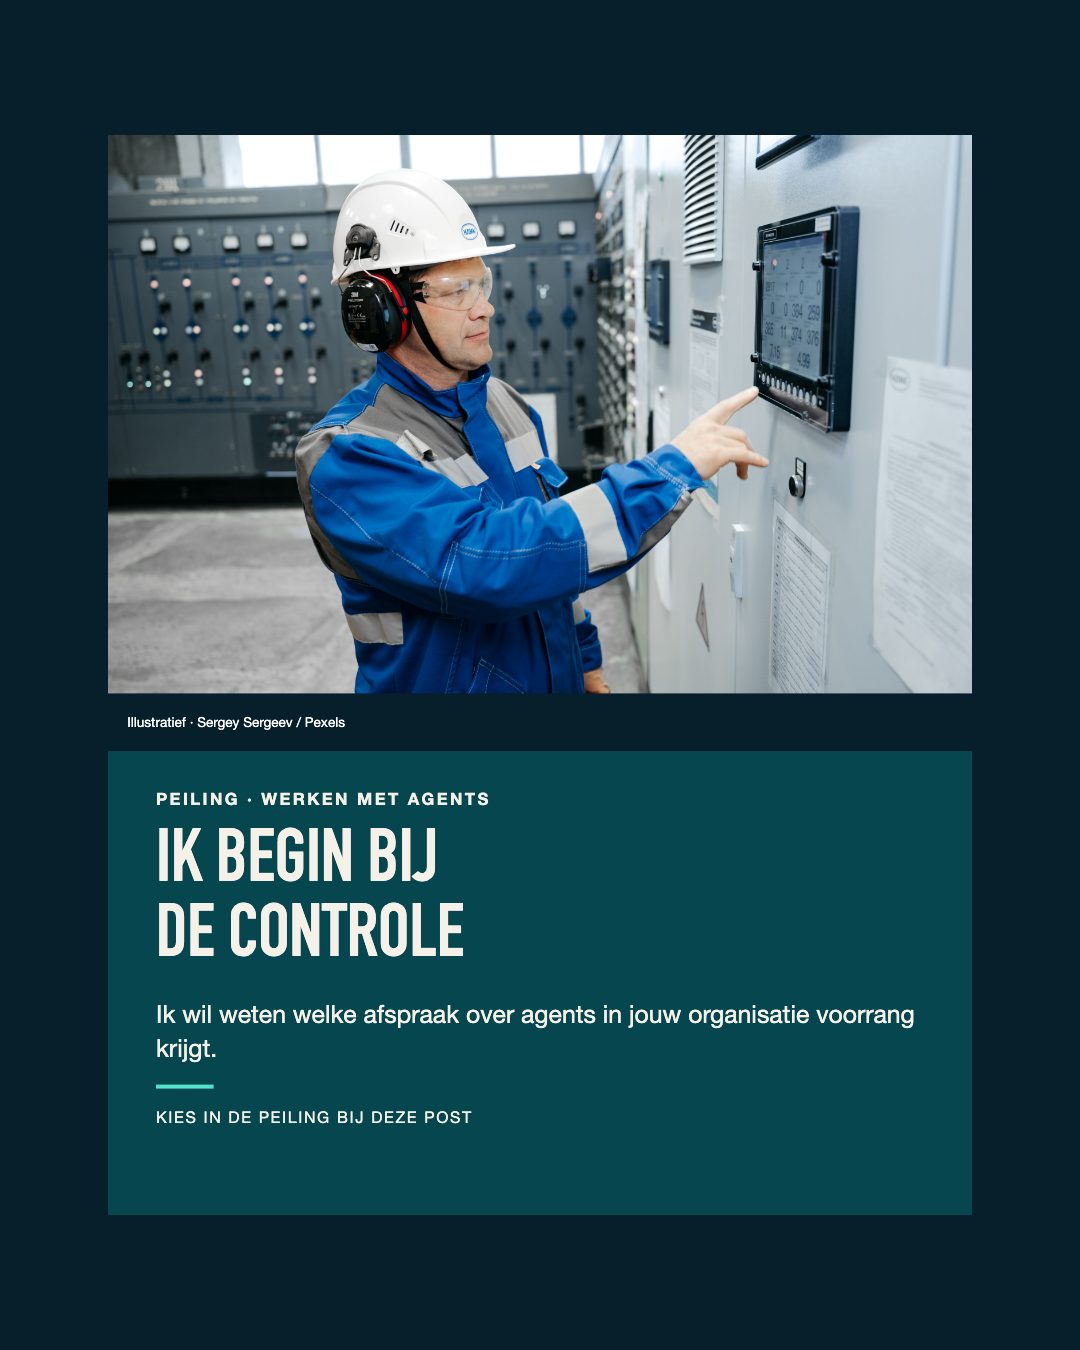 Illustratief · Sergey Sergeev / Pexels
PEILING · WERKEN MET AGENTS
IK BEGIN BIJ
DE CONTROLE
Ik wil weten welke afspraak over agents in jouw organisatie voorrang
krijgt.
KIES IN DE PEILING BIJ DEZE POST